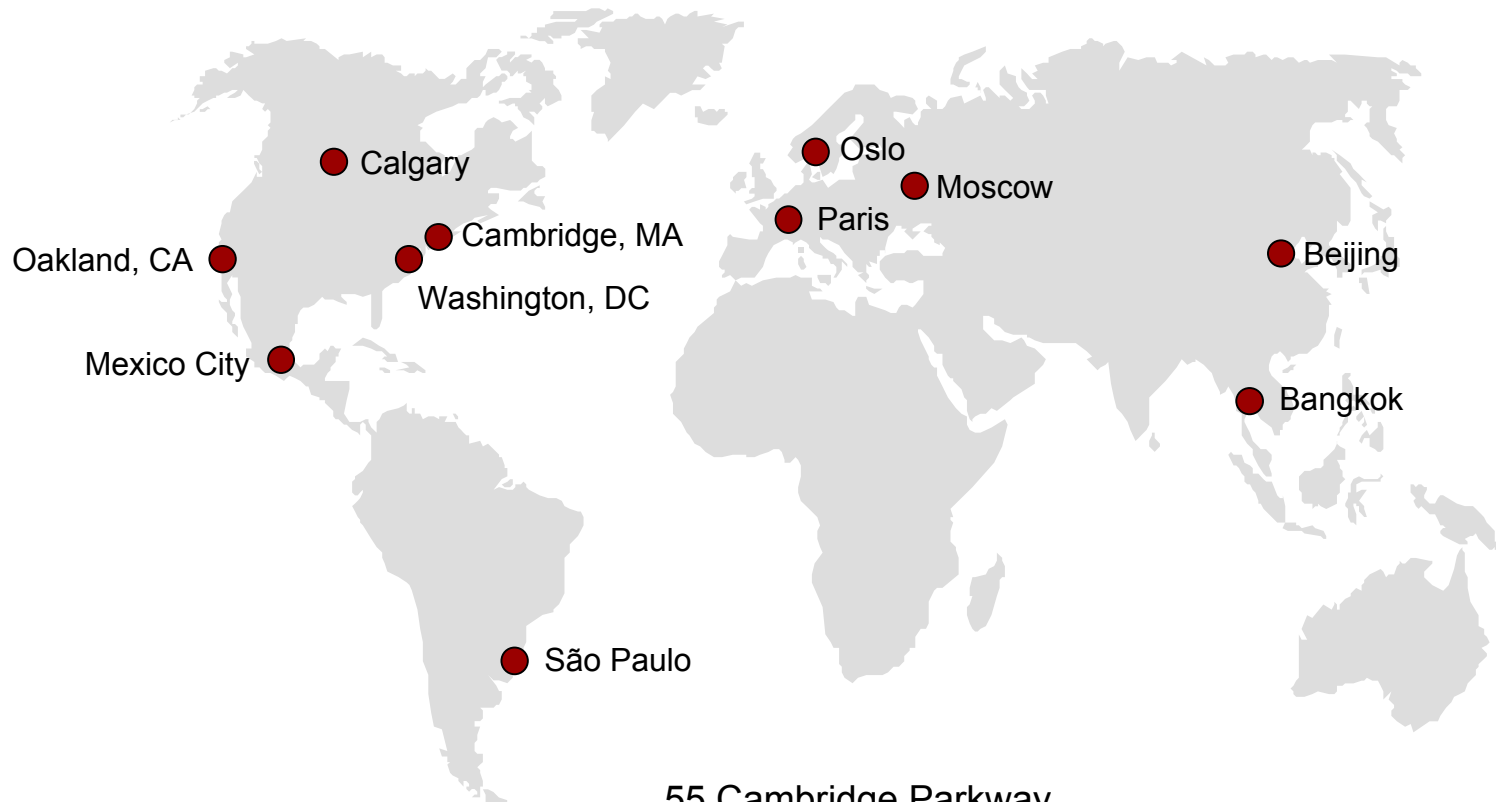 Oslo
Calgary
Moscow
Paris
Cambridge, MA
Oakland, CA
Beijing
Washington, DC
Mexico City
Bangkok
São Paulo
55 Cambridge Parkway